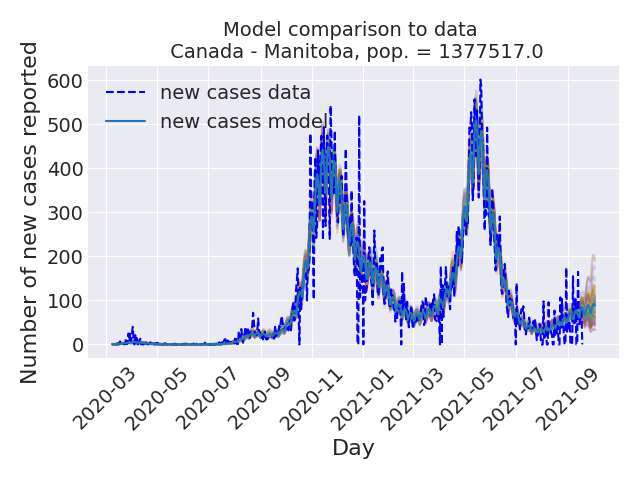 Model comparison to data
Canada - Manitoba, pop. = 1377517.0
Number of new cases reported
600
500
400
300
200
100
0
new cases data
new cases model
2020-03
2020-05
2020-07
2020-09
2020-11
2021-01
2021-03
2021-05
2021-07
2021-09
Day